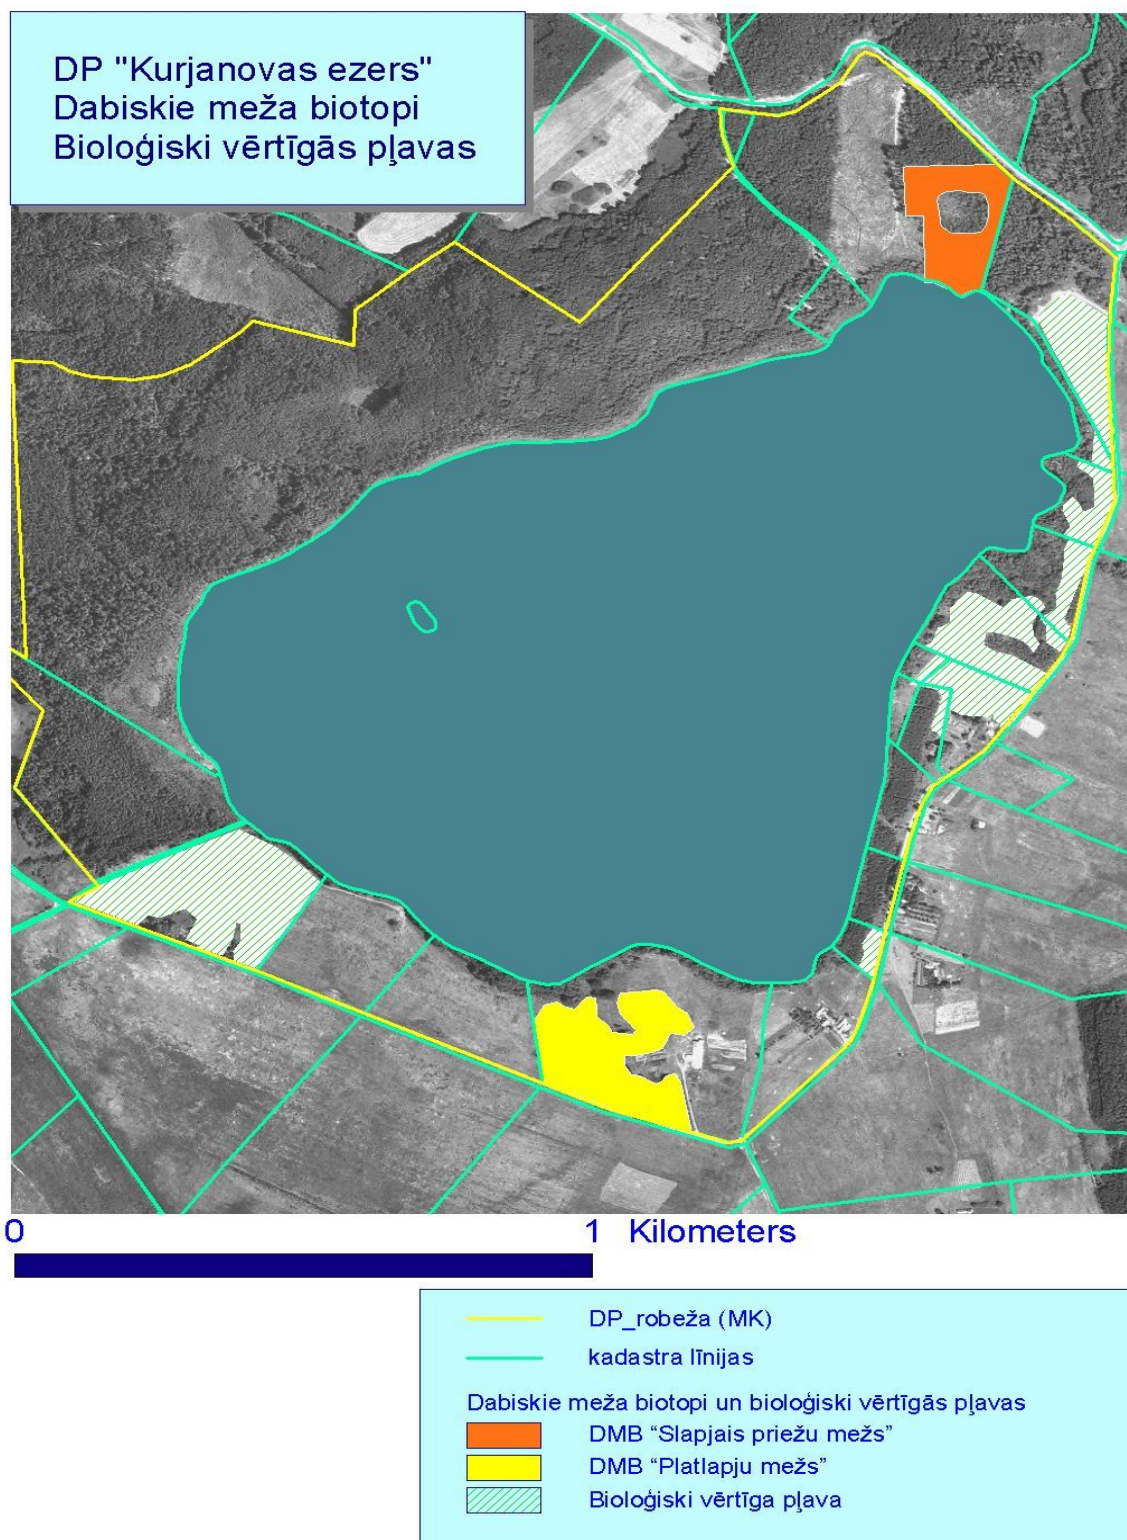 DP "Kurjanovas ezers"
Dabiskie meža biotopi
Bioloģiski vērtīgās pļavas
0 1 Kilometers
DP_robeža (MK)
kadastra līnijas
Dabiskie meža biotopi un bioloģiski vērtīgās pļavas
DMB “Slapjais priežu mežs”
DMB “Platlapju mežs”
Bioloģiski vērtīga pļava